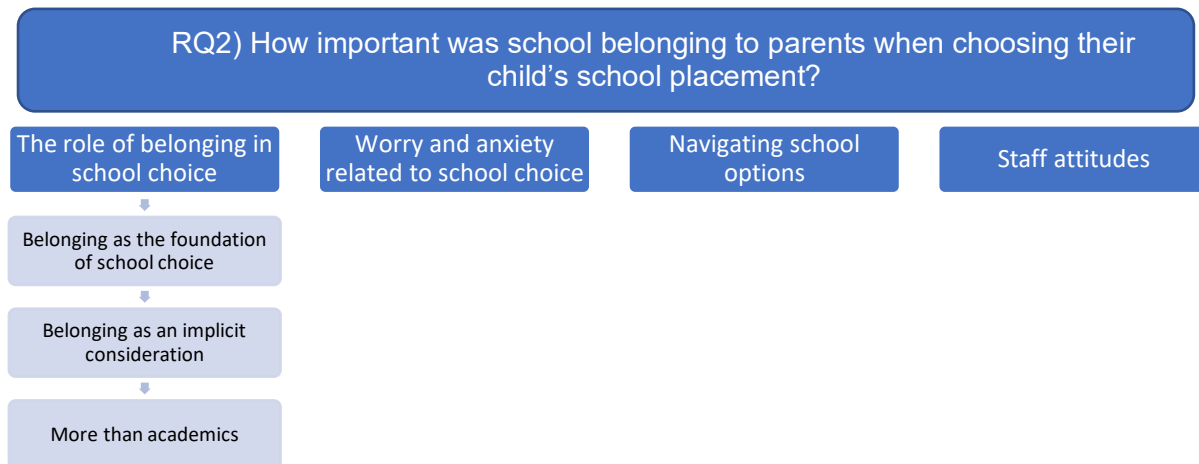 RQ2) How important was school belonging to parents when choosing their
child’s school placement?
The role of belonging in
school choice
Worry and anxiety
related to school choice
Navigating school
options
Staff attitudes
Belonging as the foundation
of school choice
Belonging as an implicit
consideration
More than academics